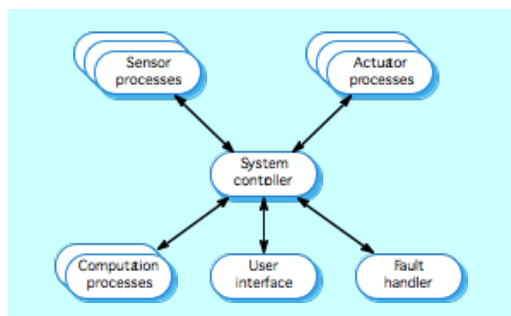 Sensor
processes
Actuator
processes
System
controller
Computation
processes
User
interface
Fault
handler